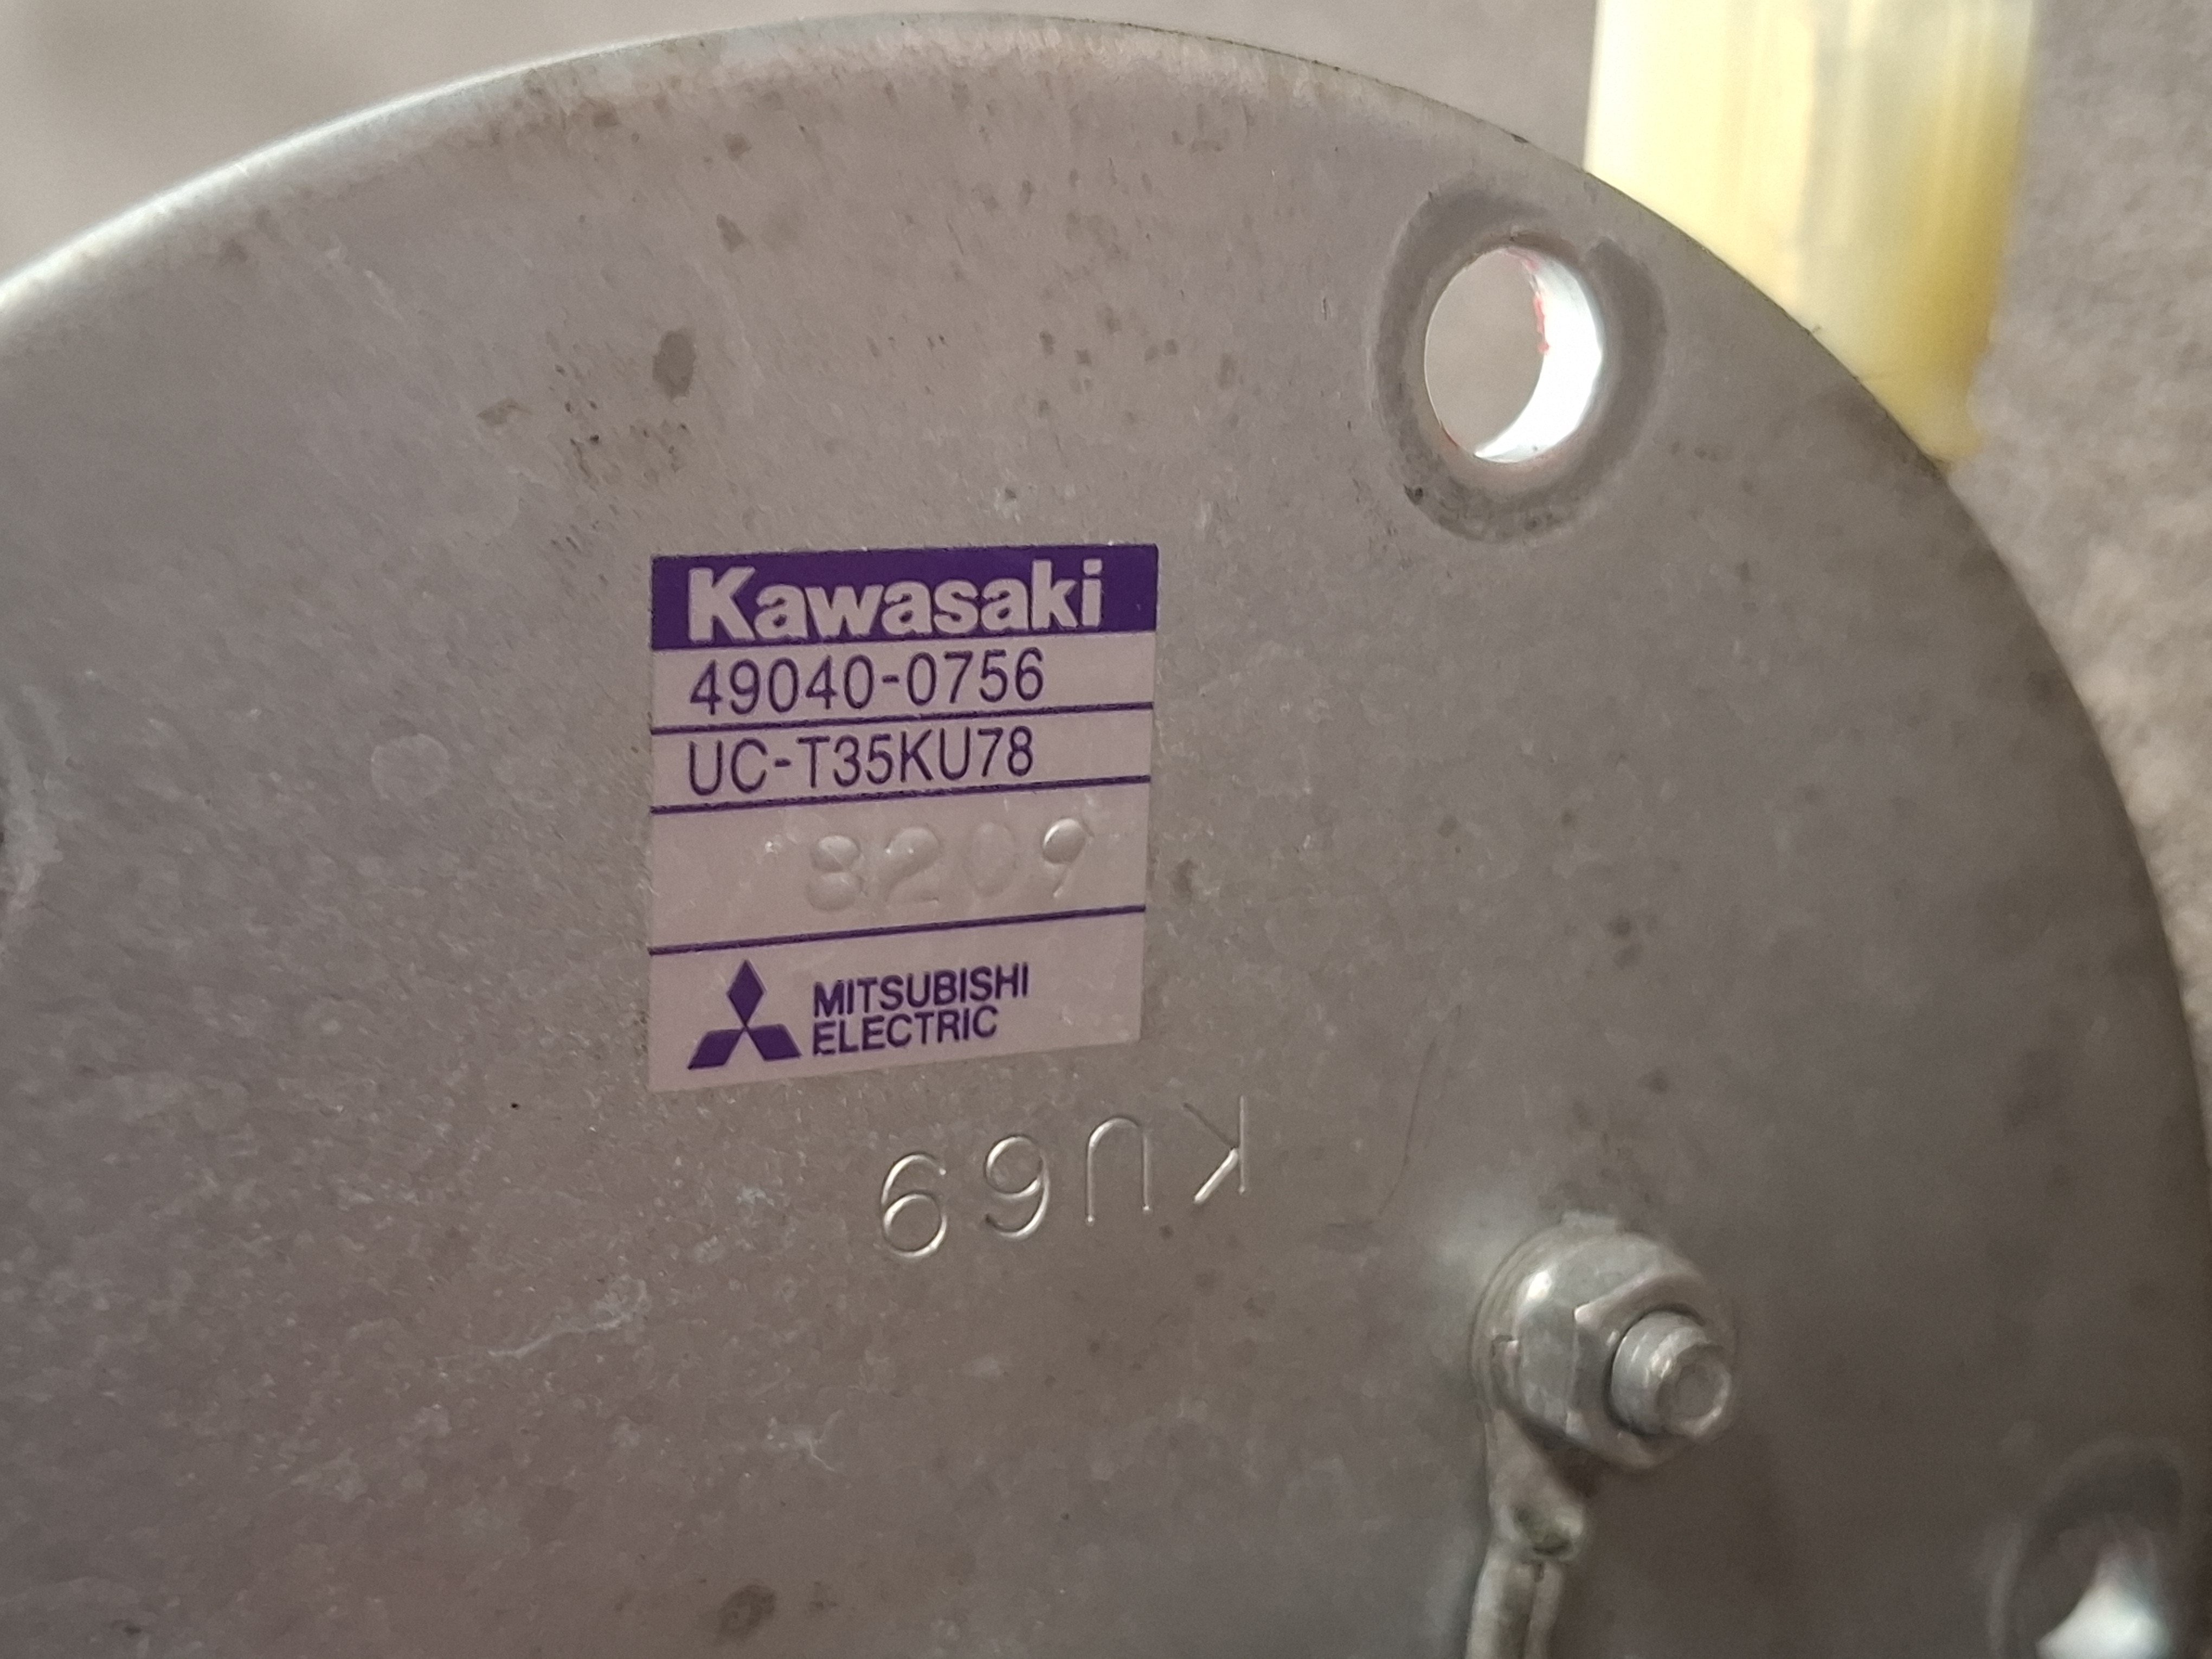 Kawasaki
49040-0756
UC-T35KU78
8209
MITSUBISHI
ELECTRIC
KU69